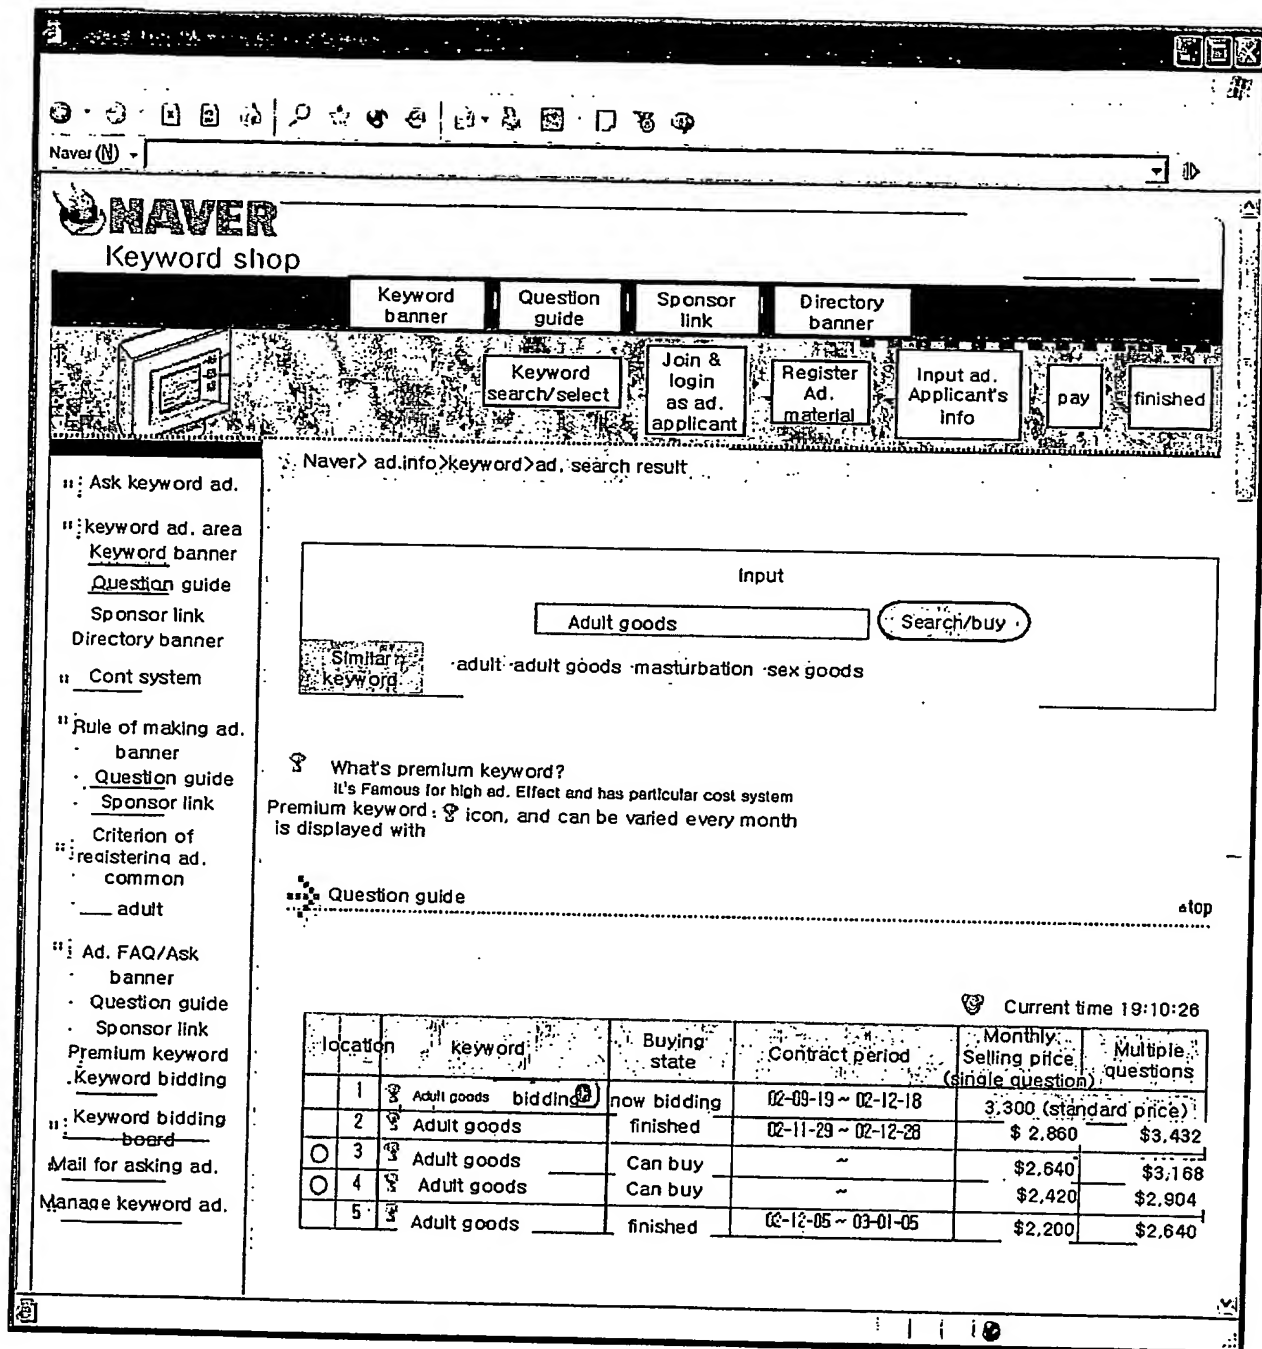 Naver(N)
NAVER
Keyword shop
Keyword banner
Question guide
Sponsor link
Directory banner
Keyword search/select
Join & login as ad. applicant
Register Ad. material
Input ad. Applicant's info
pay
finished
Naver> ad.info>keyword>ad. search result
Ask keyword ad.
keyword ad. area
Keyword banner
Question guide
Sponsor link
Directory banner
Cont system
Rule of making ad.
banner
Question guide
Sponsor link
Criterion of
registering ad.
common
adult
Ad. FAQ/Ask
banner
Question guide
Sponsor link
Premium keyword
Keyword bidding
Keyword bidding
board
Mail for asking ad.
Manage keyword ad.
Input
Adult goods
Search/buy
Similar keyword
·adult ·adult goods ·masturbation ·sex goods
What's premium keyword?
It's Famous for high ad. Effect and has particular cost system
Premium keyword : icon, and can be varied every month
is displayed with
Question guide
top
Current time 19:10:26
location keyword Buying state Contract period Monthly Selling price (single question) Multiple questions
1 Adult goods bidding now bidding 02-09-19 ~ 02-12-18 3,300 (standard price)
2 Adult goods finished 02-11-29 ~ 02-12-28 $ 2,860 $3,432
3 Adult goods Can buy ~ $2,640 $3,168
4 Adult goods Can buy ~ $2,420 $2,904
5 Adult goods finished 02-12-05 ~ 03-01-05 $2,200 $2,640